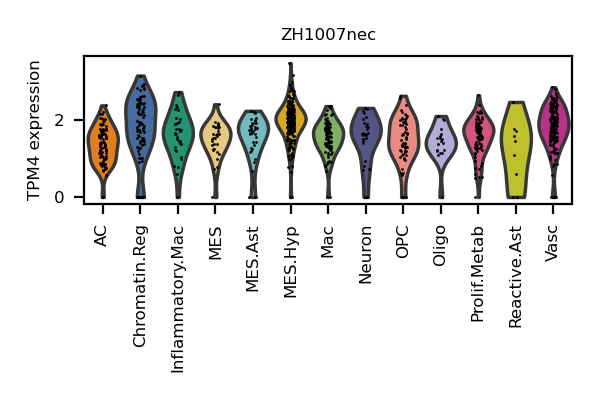 ZH1007nec
TPM4 expression
2
0
AC
Chromatin.Reg
Inflammatory.Mac
MES
MES.Ast
MES.Hyp
Mac
Neuron
OPC
Oligo
Prolif.Metab
Reactive.Ast
Vasc